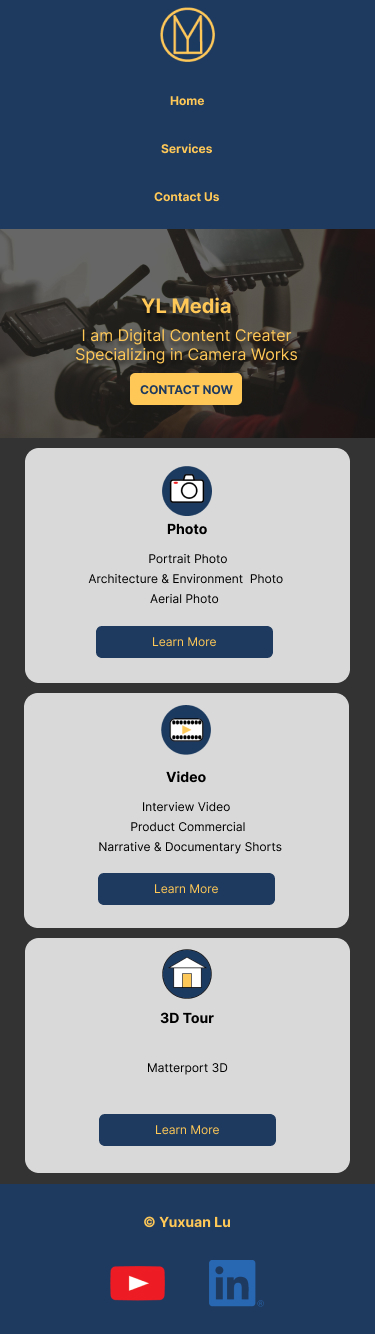 Home
Services
Contact Us
YL Media
I am Digital Content Creater
Specializing in Camera Works
CONTACT NOW
Photo
Portrait Photo
Architecture & Environment  Photo
Aerial Photo
Learn More
Video
Interview Video
Product Commercial
Narrative & Documentary Shorts
Learn More
3D Tour
Matterport 3D
Learn More
© Yuxuan Lu
in